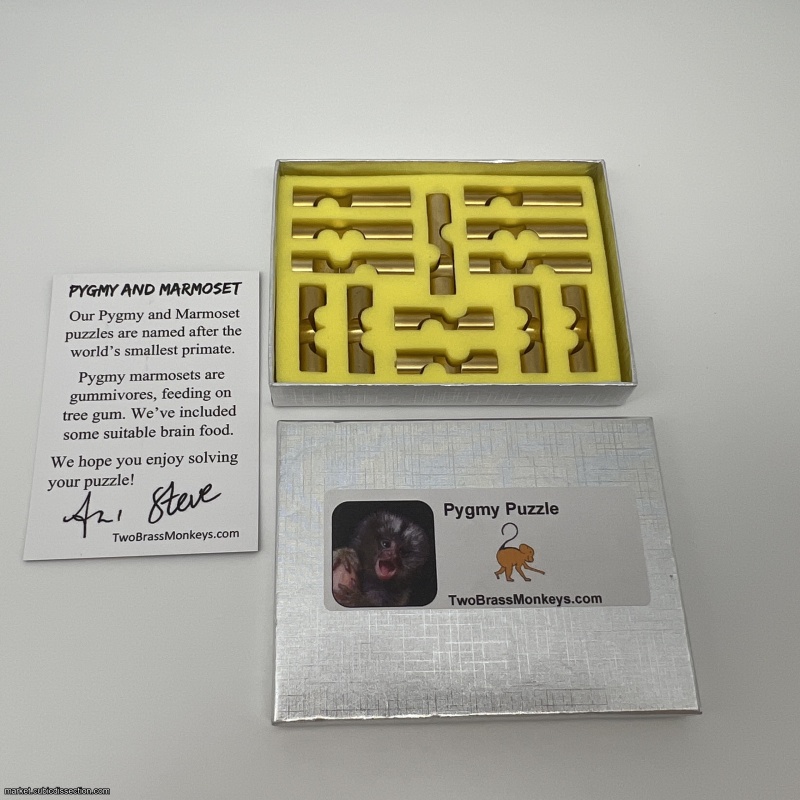 PYGMY AND MARMOSET
Our Pygmy and Marmoset
puzzles are named after the
world's smallest primate.
Pygmy marmosets are
gummivores, feeding on
tree gum. We've included
some suitable brain food.
We hope you enjoy solving
your puzzle!
Steve
TwoBrassMonkeys.com
Pygmy Puzzle
TwoBrassMonkeys.com
market.cubicdissection.com